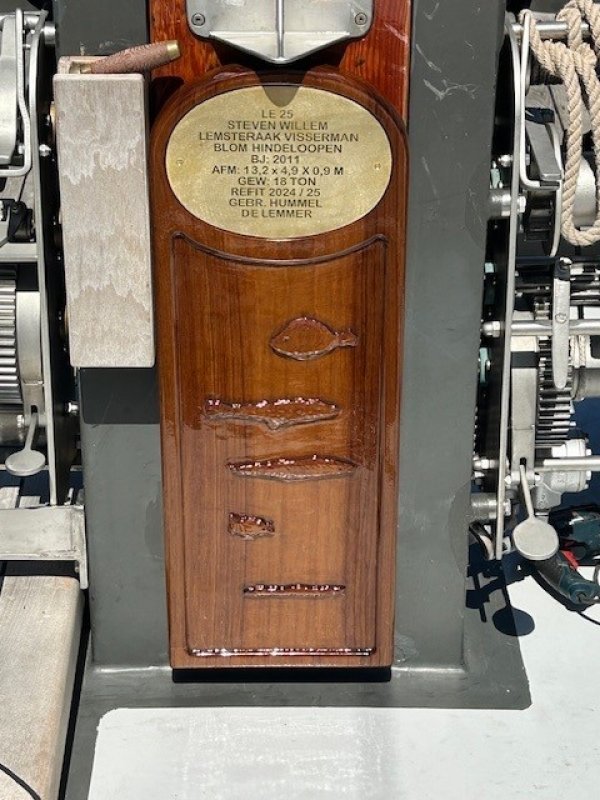 LE 25
STEVEN WILLEM
LEMSTERAAK VISSERMAN
BLOM HINDELOOPEN
BJ: 2011
AFM: 13,2 x 4,9 X 0,9 M
GEW: 18 TON
REFIT 2024 / 25
GEBR. HUMMEL
DE LEMMER